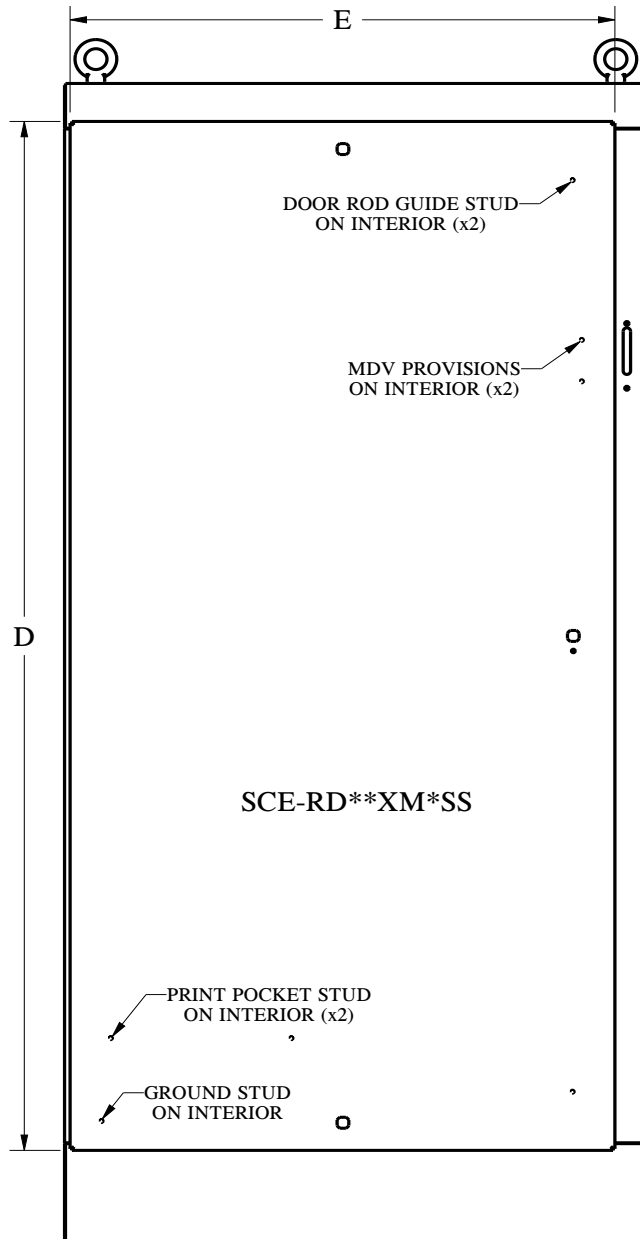 E
DOOR ROD GUIDE STUD
ON INTERIOR (x2)
MDV PROVISIONS
ON INTERIOR (x2)
D
SCE-RD**XM*SS
PRINT POCKET STUD
ON INTERIOR (x2)
GROUND STUD
ON INTERIOR